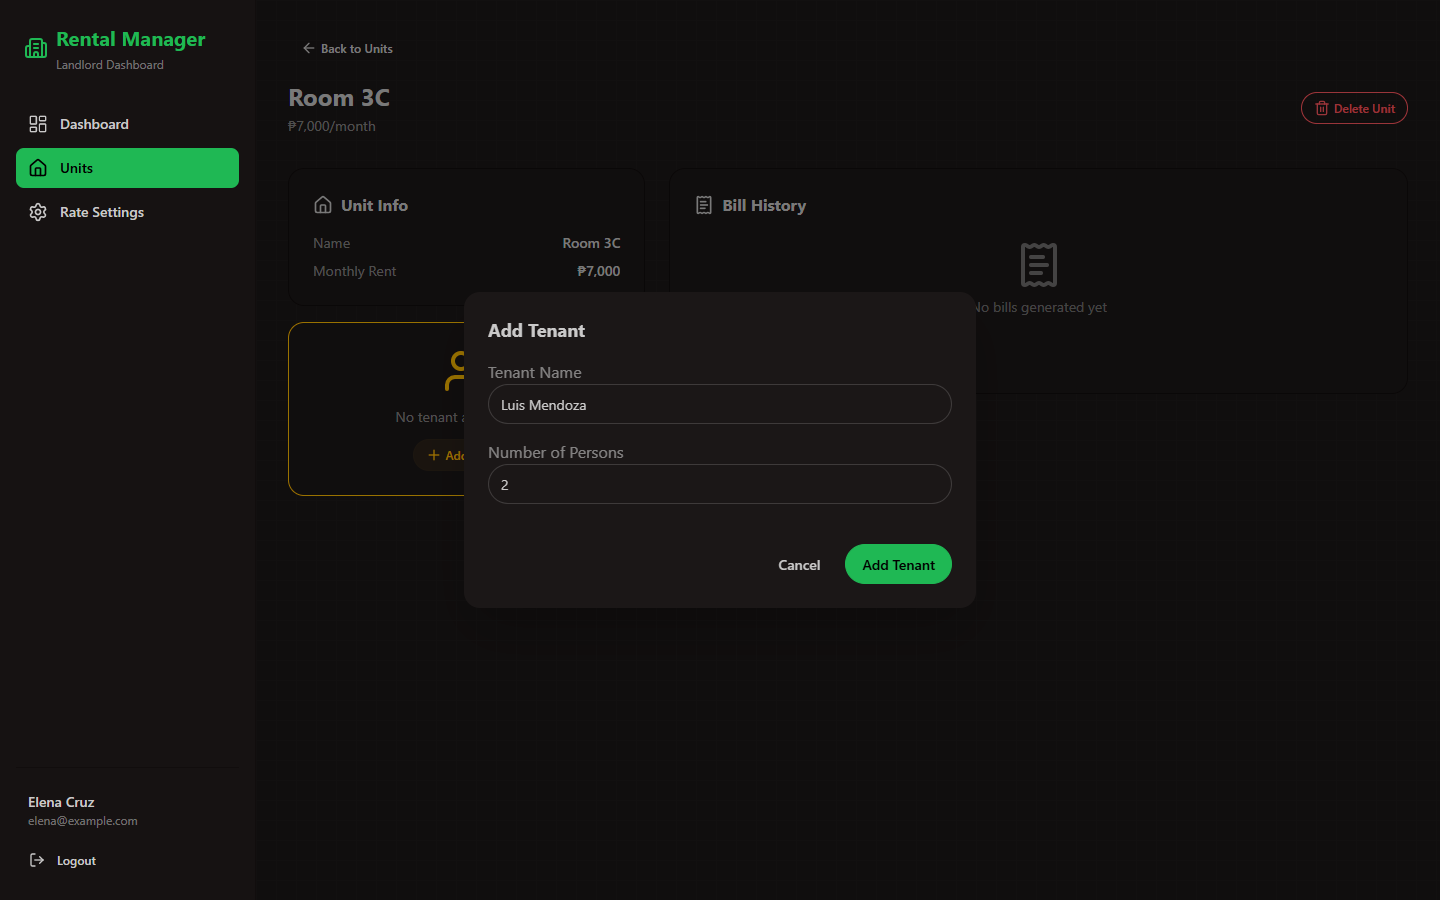 Rental Manager
Landlord Dashboard
Dashboard
Units
Rate Settings
Elena Cruz
elena@example.com
Logout
Back to Units
Room 3C
₱7,000/month
Delete Unit
Unit Info
Name Room 3C
Monthly Rent ₱7,000
Bill History
No bills generated yet
No tenant
Add Tenant
Tenant Name
Luis Mendoza
Number of Persons
2
Cancel Add Tenant